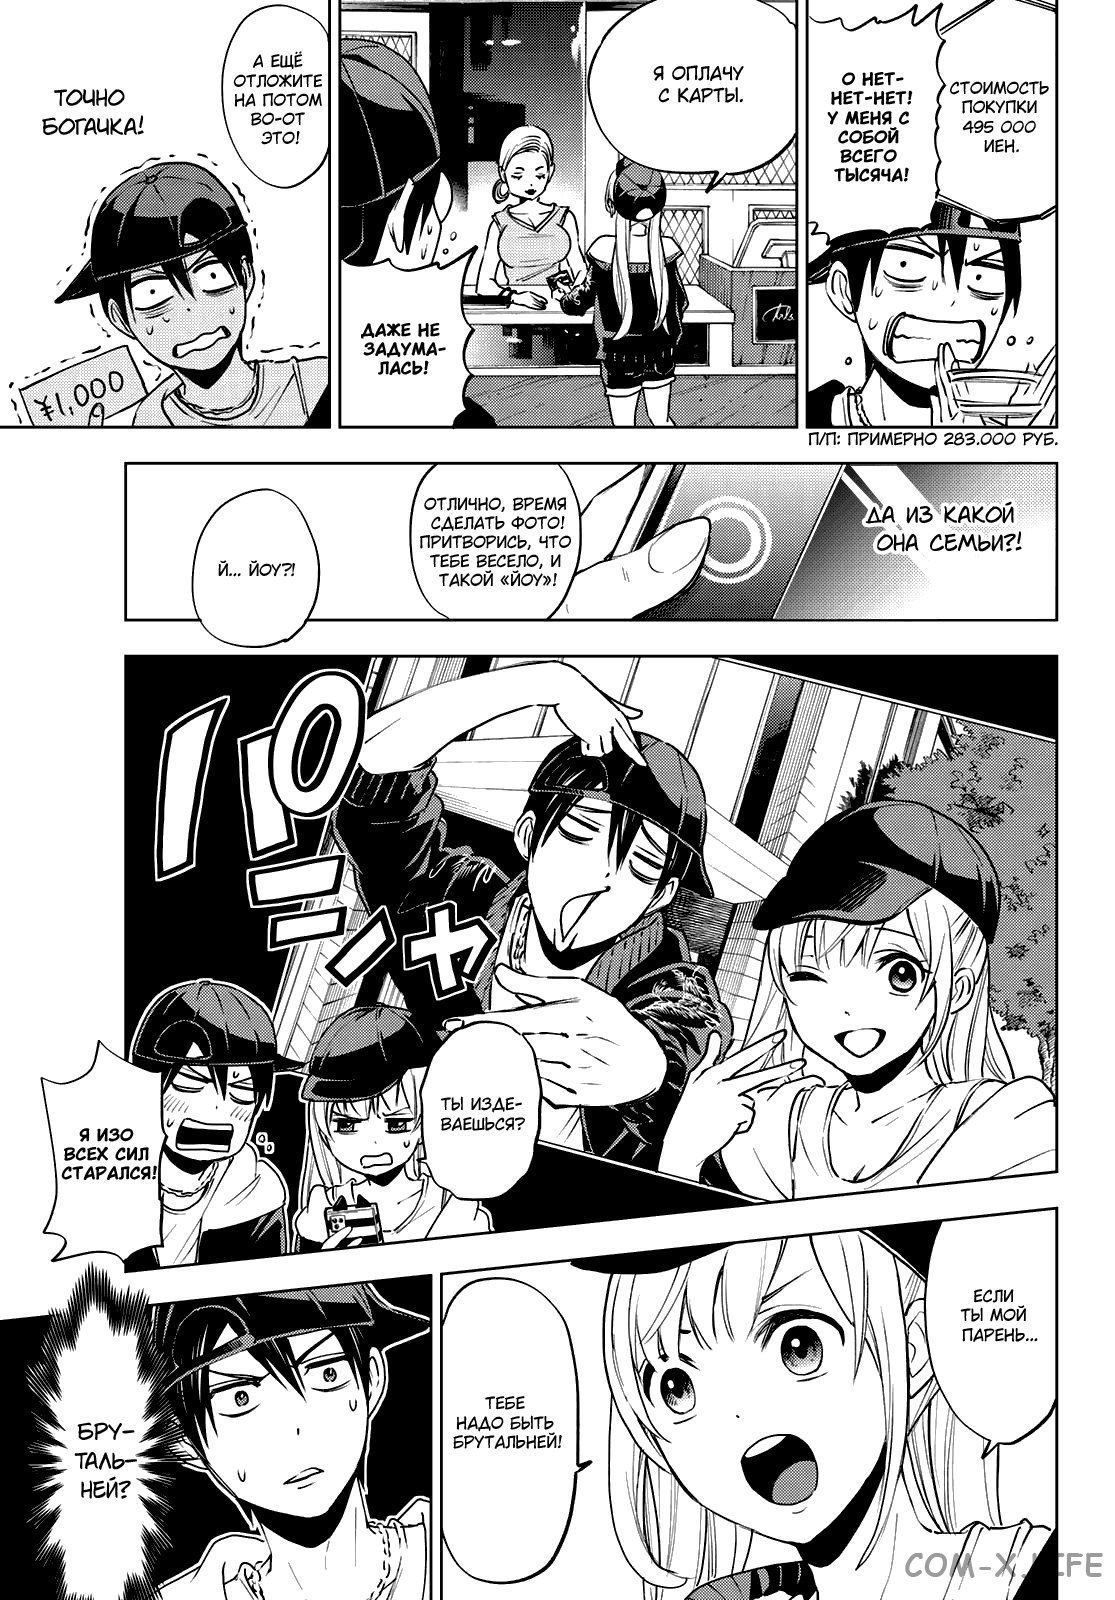 СТОИМОСТЬ
ПОКУПКИ
495 000
ИЕН.
О НЕТ-
НЕТ-НЕТ!
У МЕНЯ С
СОБОЙ
ВСЕГО
ТЫСЯЧА!
П/П: ПРИМЕРНО 283.000 РУБ.
Я ОПЛАЧУ
С КАРТЫ.
ДАЖЕ НЕ
ЗАДУМА-
ЛАСЬ!
А ЕЩЁ
ОТЛОЖИТЕ
НА ПОТОМ
ВО-ОТ
ЭТО!
ТОЧНО
БОГАЧКА!
¥1,000
ДА ИЗ КАКОЙ
ОНА СЕМЬИ?!
ОТЛИЧНО, ВРЕМЯ
СДЕЛАТЬ ФОТО!
ПРИТВОРИСЬ, ЧТО
ТЕБЕ ВЕСЕЛО, И
ТАКОЙ «ЙОУ»!
Й... ЙОУ?!
ТЫ ИЗДЕ-
ВАЕШЬСЯ?
Я ИЗО
ВСЕХ СИЛ
СТАРАЛСЯ!
ЕСЛИ
ТЫ МОЙ
ПАРЕНЬ...
ТЕБЕ
НАДО БЫТЬ
БРУТАЛЬНЕЙ!
БРУ-
ТАЛЬ-
НЕЙ?
COM-X.LIFE